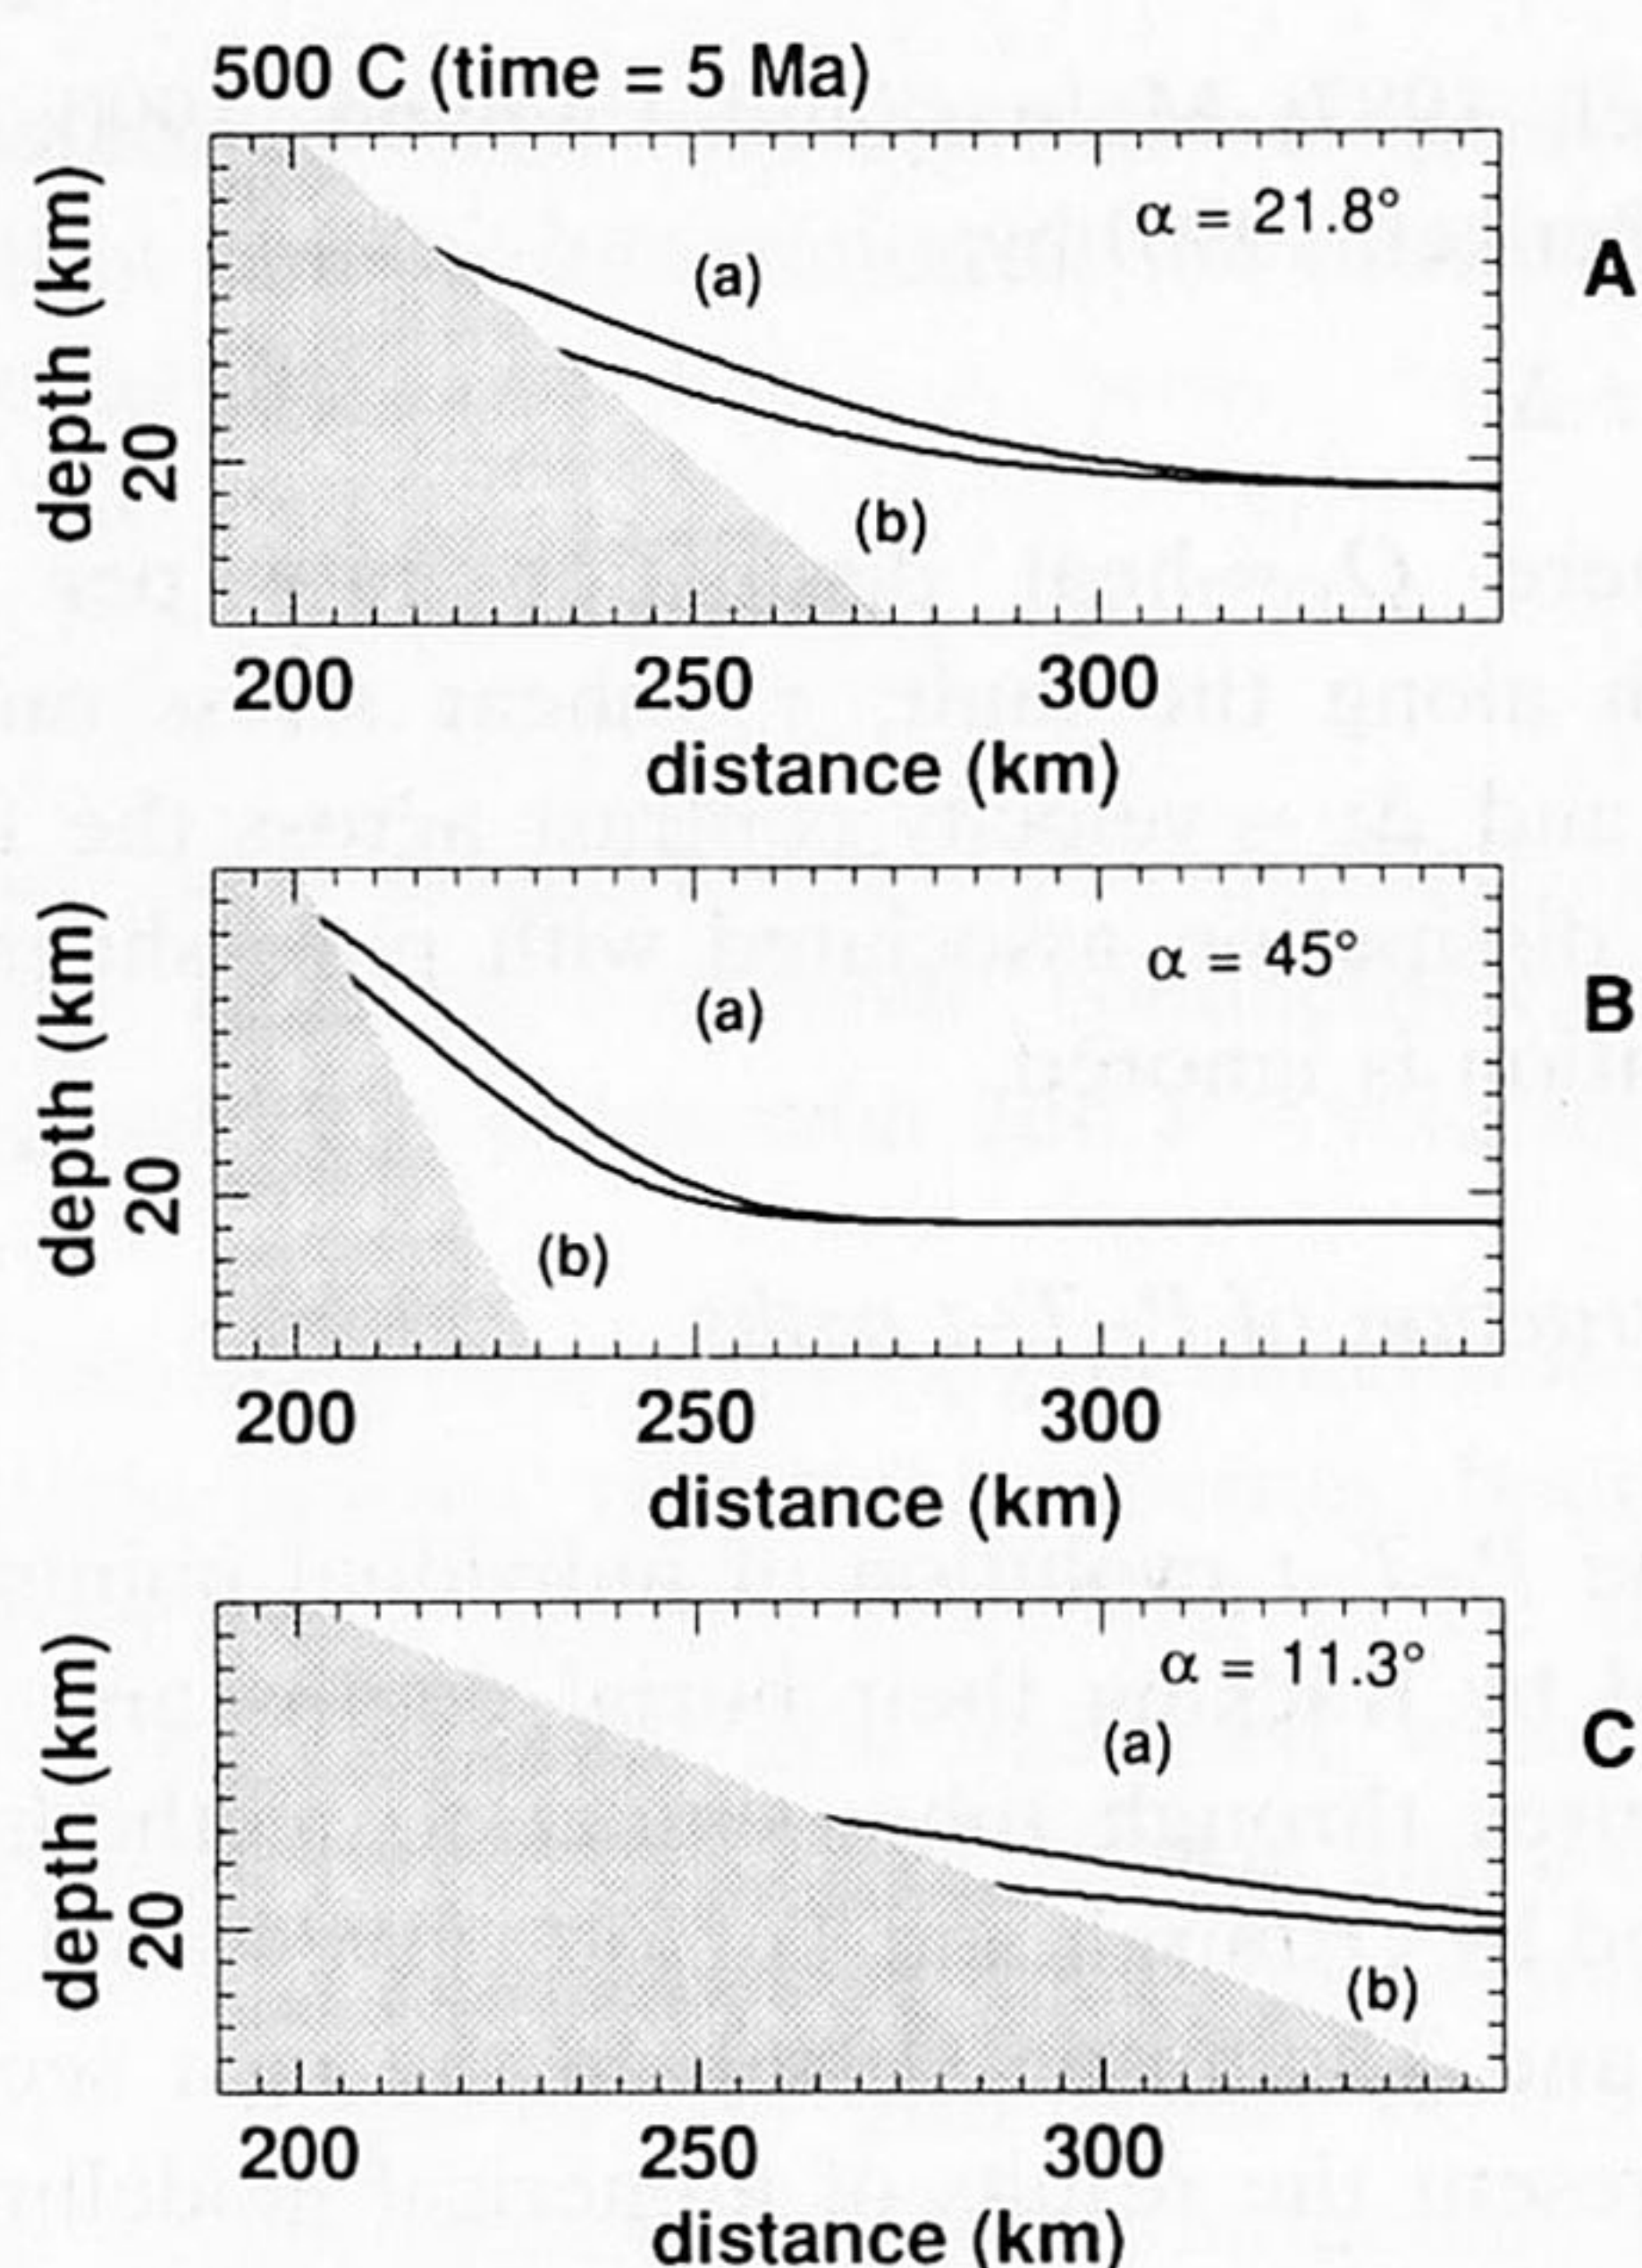 500 C (time = 5 Ma)
α = 21.8°
A
(a)
(b)
depth (km)
20
200 250 300
distance (km)
α = 45°
B
(a)
(b)
depth (km)
20
200 250 300
distance (km)
α = 11.3°
C
(a)
(b)
depth (km)
20
200 250 300
distance (km)